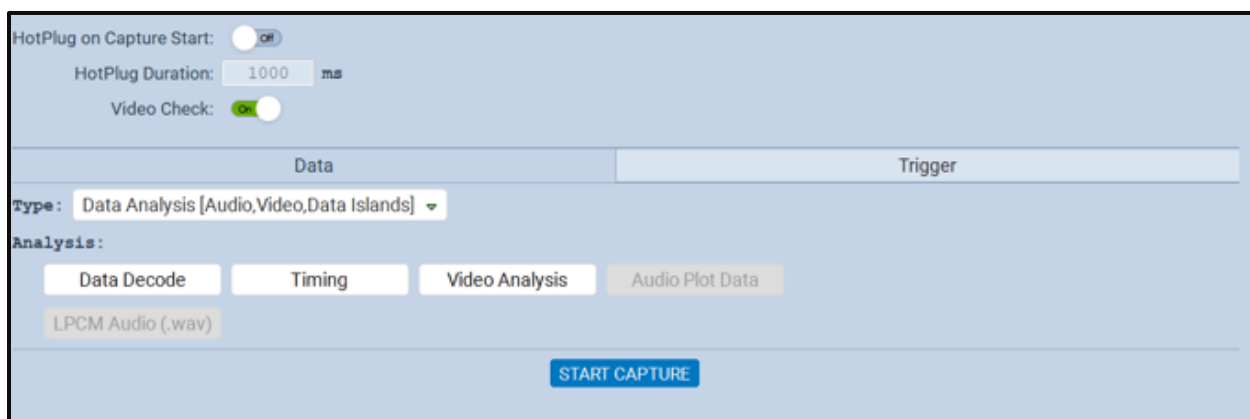 HotPlug on Capture Start: Off
HotPlug Duration: 1000 ms
Video Check: On
Data Trigger
Type: Data Analysis [Audio,Video,Data Islands]
Analysis:
Data Decode Timing Video Analysis Audio Plot Data
LPCM Audio (.wav)
START CAPTURE